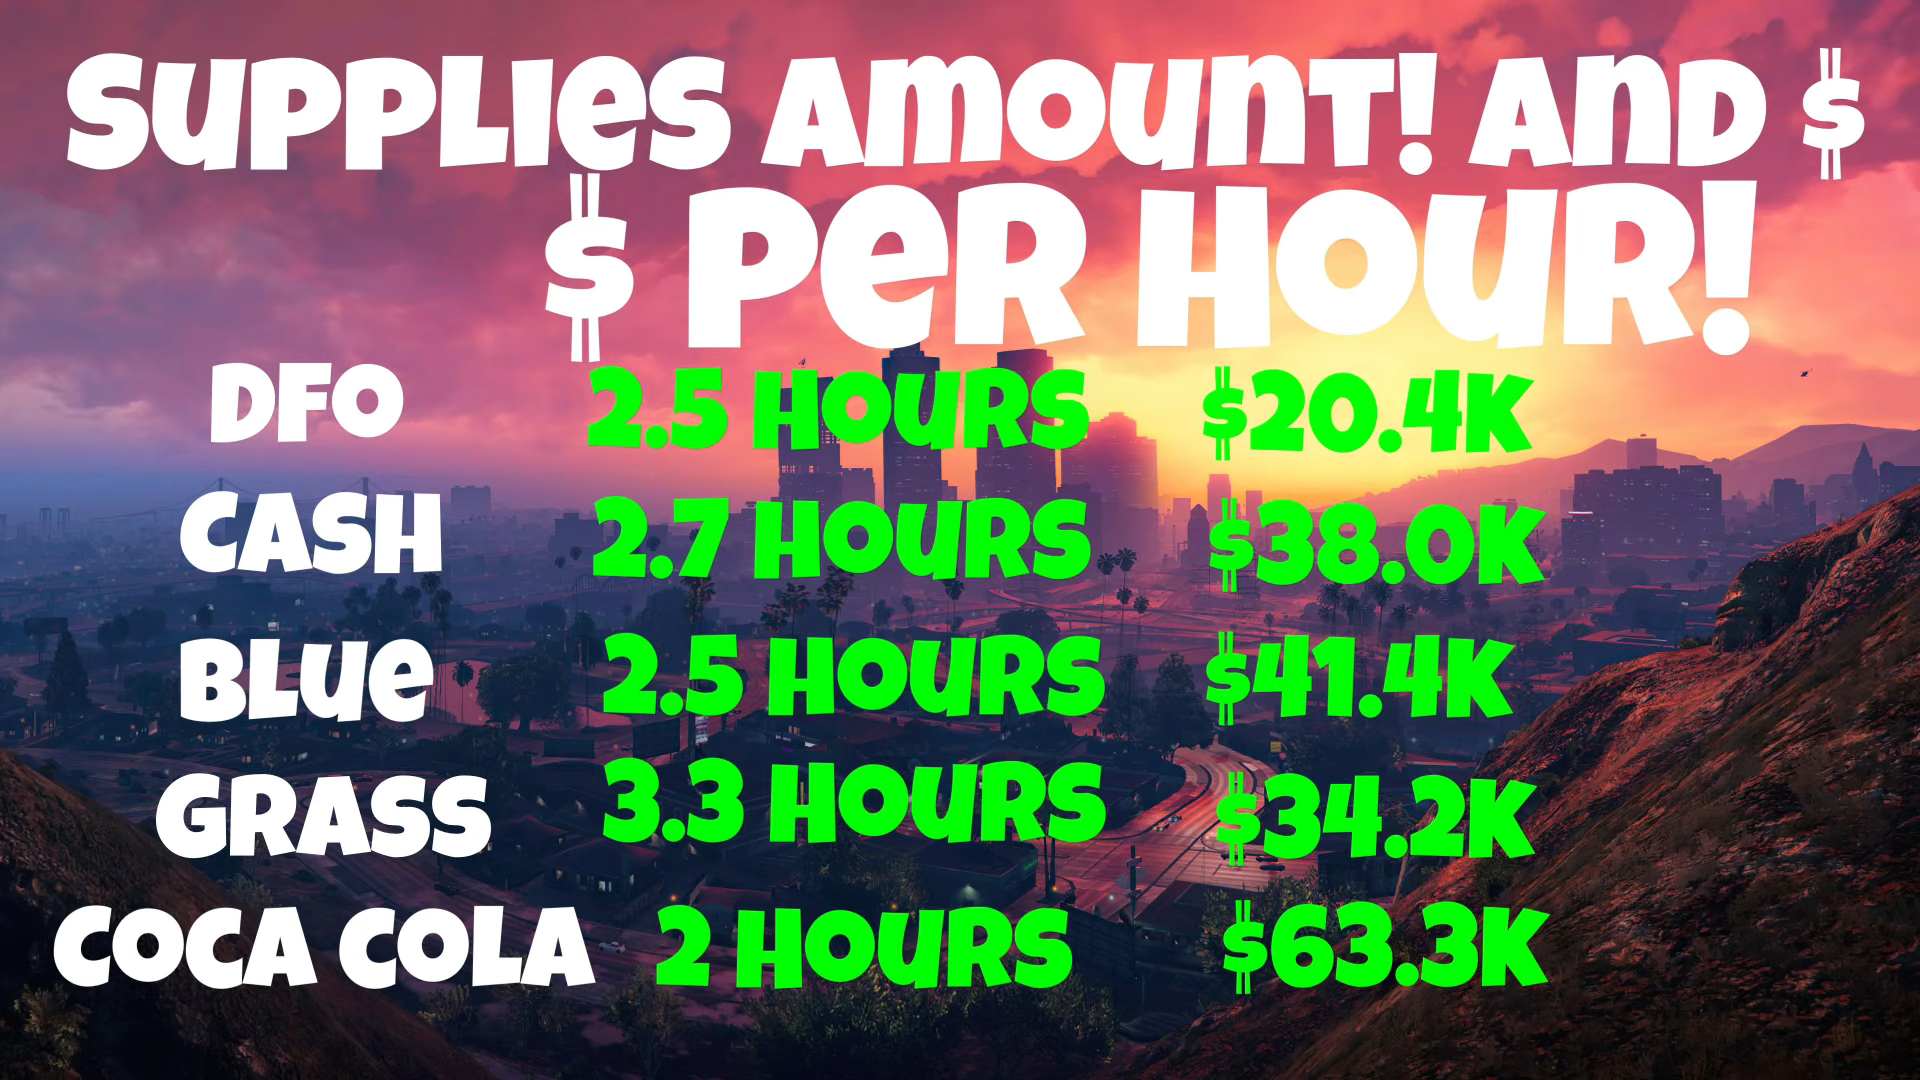 SUPPLIES AMOUNT! AND $
$ PER HOUR!
DFO 2.5 HOURS $20.4K
CASH 2.7 HOURS $38.0K
BLUE 2.5 HOURS $41.4K
GRASS 3.3 HOURS $34.2K
COCA COLA 2 HOURS $63.3K